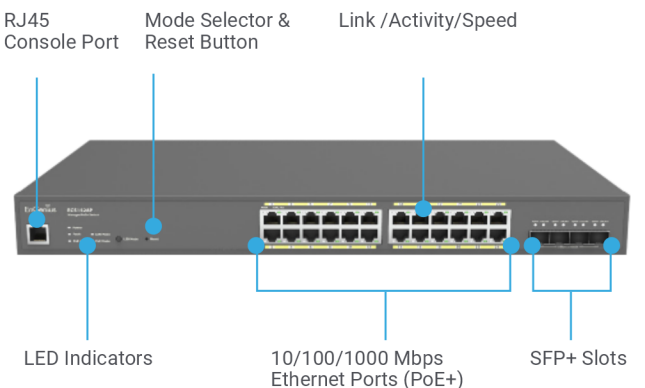 RJ45
Console Port
Mode Selector &
Reset Button
Link /Activity/Speed
EnGenius
LED Indicators
10/100/1000 Mbps
Ethernet Ports (PoE+)
SFP+ Slots